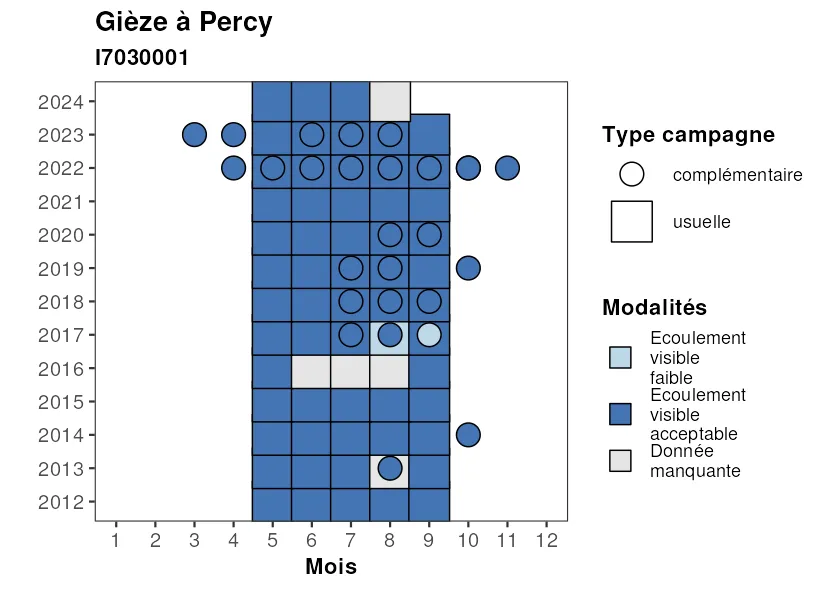 Gièze à Percy
I7030001
2024
2023
2022
2021
2020
2019
2018
2017
2016
2015
2014
2013
2012
1 2 3 4 5 6 7 8 9 10 11 12
Mois
Type campagne
complémentaire
usuelle
Modalités
Ecoulement
visible
faible
Ecoulement
visible
acceptable
Donnée
manquante